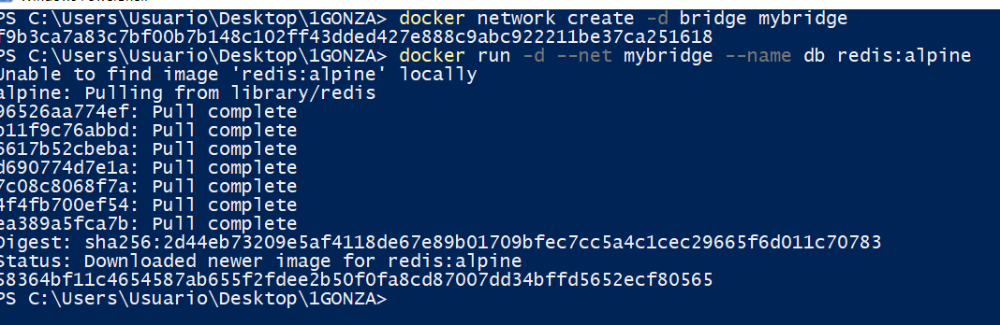 PS C:\Users\Usuario\Desktop\1GONZA> docker network create -d bridge mybridge
f9b3ca7a83c7bf00b7b148c102ff43dded427e888c9abc922211be37ca251618
PS C:\Users\Usuario\Desktop\1GONZA> docker run -d --net mybridge --name db redis:alpine
Unable to find image 'redis:alpine' locally
alpine: Pulling from library/redis
96526aa774ef: Pull complete
b11f9c76abbd: Pull complete
6617b52cbeba: Pull complete
d690774d7e1a: Pull complete
7c08c8068f7a: Pull complete
4f4fb700ef54: Pull complete
ea389a5fca7b: Pull complete
Digest: sha256:2d44eb73209e5af4118de67e89b01709bfec7cc5a4c1cec29665f6d011c70783
Status: Downloaded newer image for redis:alpine
58364bf11c4654587ab655f2fdee2b50f0fa8cd87007dd34bffd5652ecf80565
PS C:\Users\Usuario\Desktop\1GONZA>